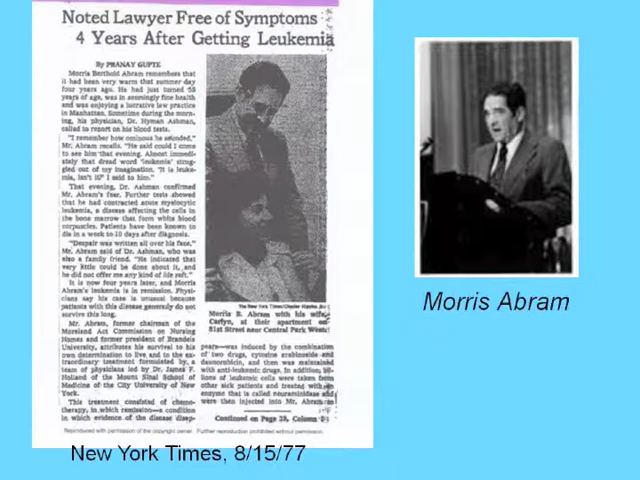 Noted Lawyer Free of Symptoms
4 Years After Getting Leukemia
By PRANAY GUPTE
Morris Berthold Abram remembers that
it had been very warm that summer day
four years ago. He had just turned 55
years of age, was in seemingly fine health
and was enjoying a lucrative law practice
in Manhattan. Sometime during the morn-
ing, his physician, Dr. Hyman Ashman,
called to report on his blood tests.
"I remember how ominous he sounded,"
Mr. Abram recalls. "He said could I come
to see him that evening. Almost immedi-
ately that dread word 'leukemia' strug-
gled out of my imagination. 'It is leuke-
mia, isn't it?' I said to him."
That evening, Dr. Ashman confirmed
Mr. Abram's fear. Further tests showed
that he had contracted acute myelocytic
leukemia, a disease affecting the cells in
the bone marrow that form white blood
corpuscles. Patients have been known to
die in a week to 10 days after diagnosis.
"Despair was written all over his face,"
Mr. Abram said of Dr. Ashman, who was
also a family friend. "He indicated that
very little could be done about it, and
he did not offer me any kind of life raft."
It is now four years later, and Morris
Abram's leukemia is in remission. Physi-
cians say his case is unusual because
patients with this disease generally do not
survive this long.
Mr. Abram, former chairman of the
Moreland Act Commission on Nursing
Homes and former president of Brandeis
University, attributes his survival to his
own determination to live and to the ex-
traordinary treatment formulated by a
team of physicians led by Dr. James F.
Holland of the Mount Sinai School of
Medicine of the City University of New
York.
This treatment consisted of chemo-
therapy, in which remission—a condition
in which evidence of the disease disap-
The New York Times
Morris B. Abram with his wife,
Carlyn, at their apartment on
81st Street near Central Park West.
pears—was induced by the combination
of two drugs, cytosine arabinoside and
daunorubicin, and then was maintained
with anti-leukemic drugs. In addition, bil-
lions of leukemic cells were taken from
other sick patients and treated with an
enzyme that is called neuraminidase and
were then injected into Mr. Abram
Continued on Page 23, Column
Reproduced with permission of the copyright owner. Further reproduction prohibited without permission.
New York Times, 8/15/77
Morris Abram